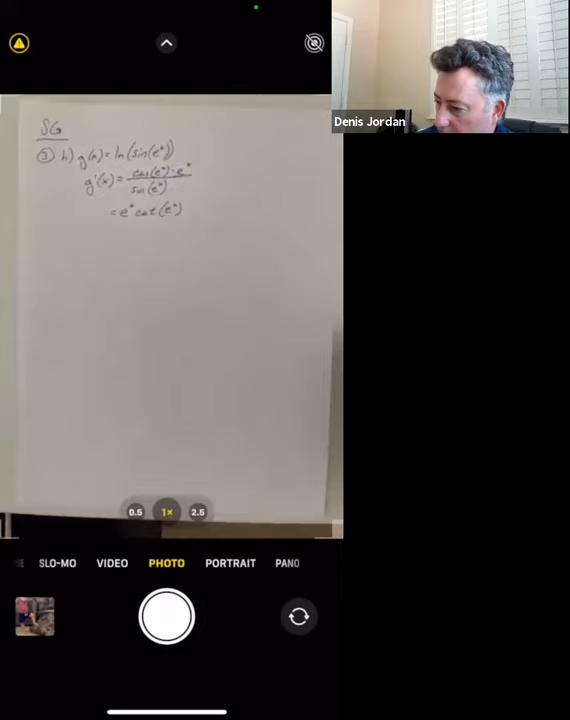 Denis Jordan
SG
③ h) g(x) = ln(sin(eˣ))
g'(x) = cos(eˣ)·eˣ
sin(eˣ)
= eˣ cot(eˣ)
0.5 1× 2.5
SLO-MO VIDEO PHOTO PORTRAIT PANO